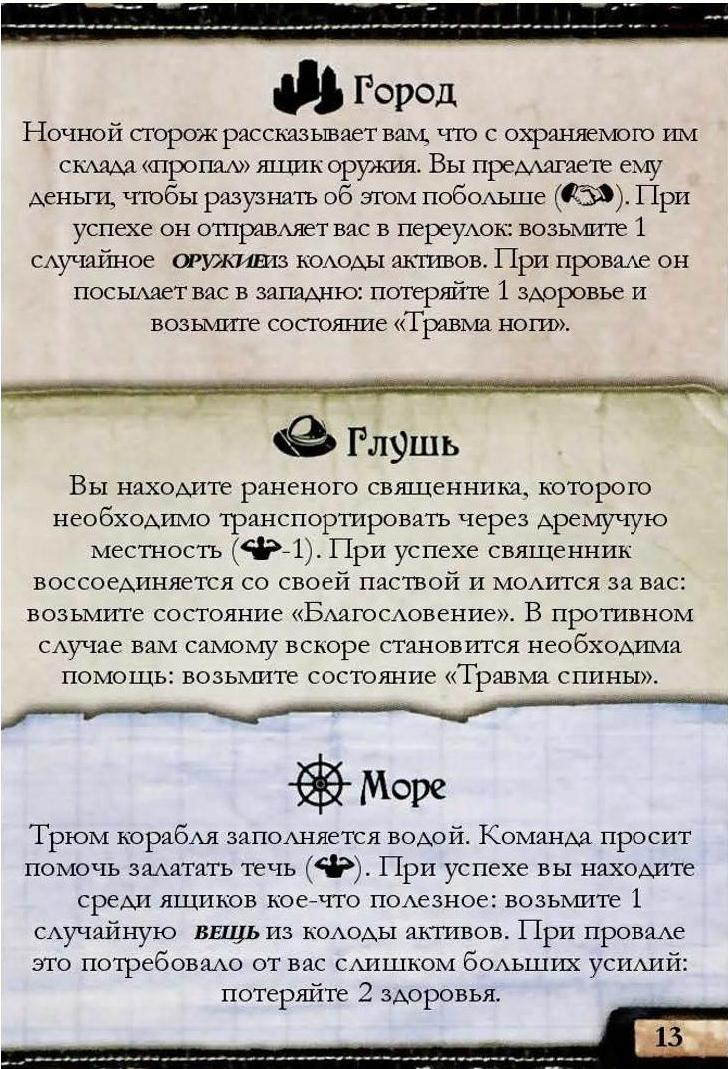 Город
Ночной сторож рассказывает вам, что с охраняемого им
склада «пропал» ящик оружия. Вы предлагаете ему
деньги, чтобы разузнать об этом побольше (). При
успехе он отправляет вас в переулок: возьмите 1
случайное ОРУЖИЕиз колоды активов. При провале он
посылает вас в западню: потеряйте 1 здоровье и
возьмите состояние «Травма ноги».
Глушь
Вы находите раненого священника, которого
необходимо транспортировать через дремучую
местность (-1). При успехе священник
воссоединяется со своей паствой и молится за вас:
возьмите состояние «Благословение». В противном
случае вам самому вскоре становится необходима
помощь: возьмите состояние «Травма спины».
Море
Трюм корабля заполняется водой. Команда просит
помочь залатать течь (). При успехе вы находите
среди ящиков кое-что полезное: возьмите 1
случайную ВЕЩЬ из колоды активов. При провале
это потребовало от вас слишком больших усилий:
потеряйте 2 здоровья.
13